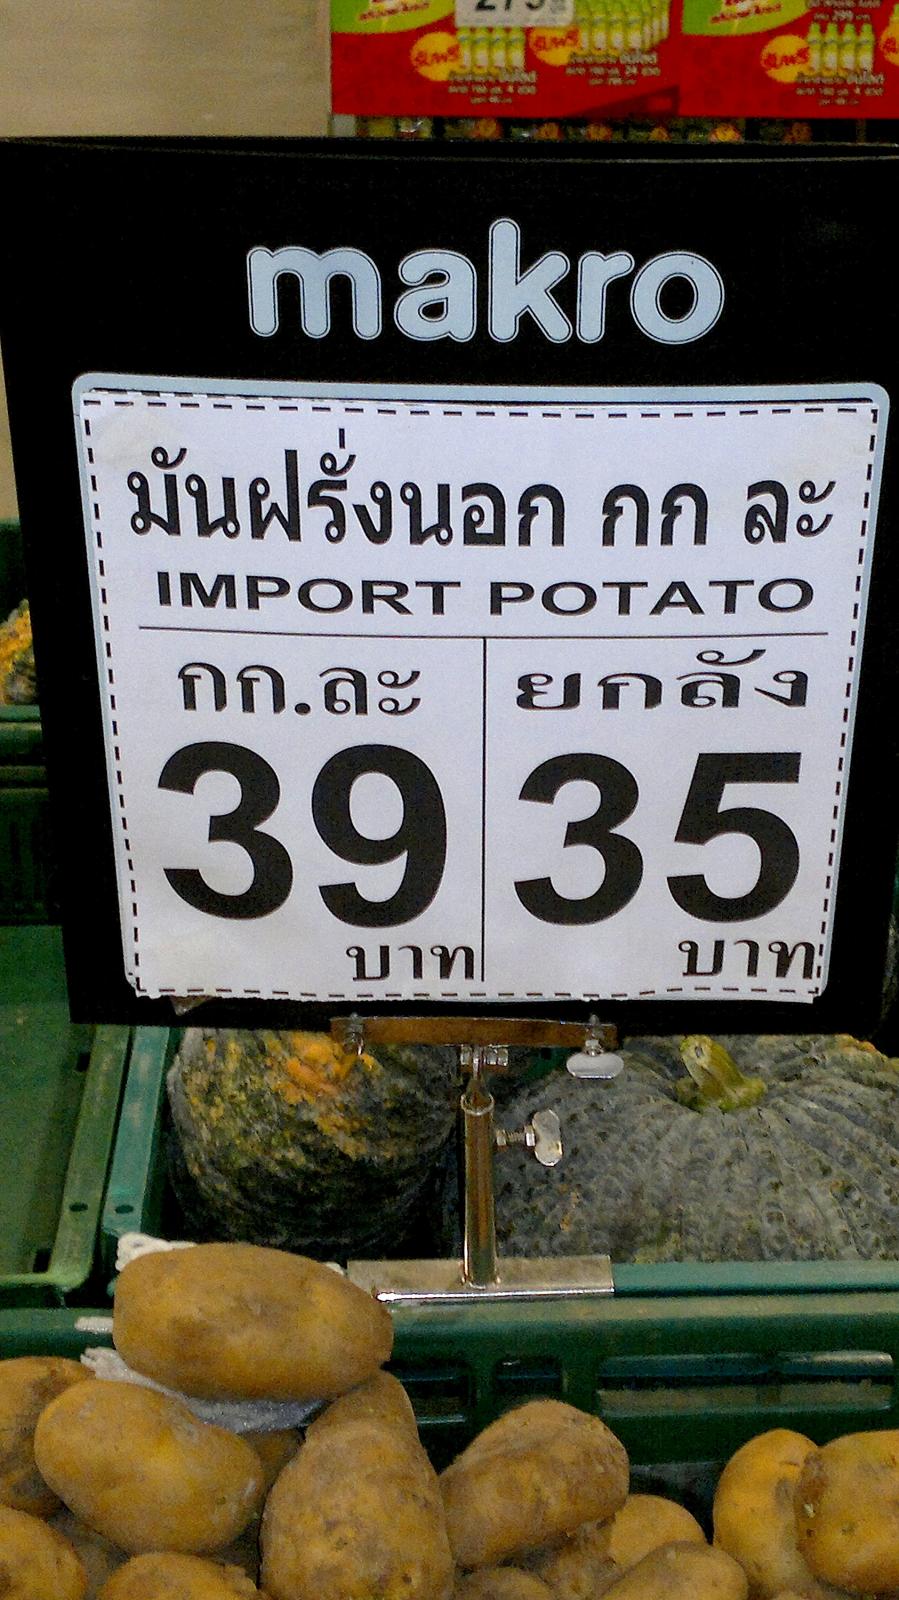 makro
มันฝรั่งนอก กก ละ
IMPORT POTATO
กก.ละ ยกลัง
39 35
บาท บาท